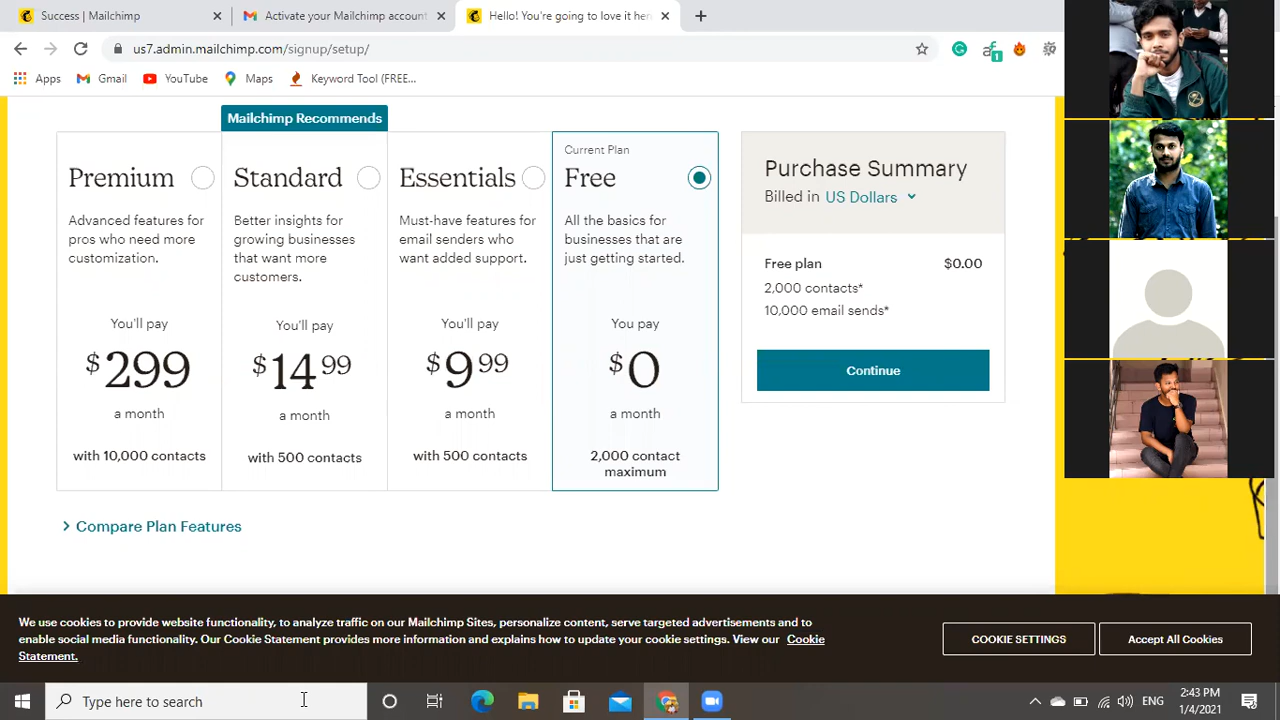 Success | Mailchimp
Activate your Mailchimp account
Hello! You're going to love it her
us7.admin.mailchimp.com/signup/setup/
Apps
Gmail
YouTube
Maps
Keyword Tool (FREE...
Mailchimp Recommends
Premium
Advanced features for
pros who need more
customization.
You'll pay
$299
a month
with 10,000 contacts
Standard
Better insights for
growing businesses
that want more
customers.
You'll pay
$14 99
a month
with 500 contacts
Essentials
Must-have features for
email senders who
want added support.
You'll pay
$9 99
a month
with 500 contacts
Current Plan
Free
All the basics for
businesses that are
just getting started.
You pay
$0
a month
2,000 contact
maximum
Purchase Summary
Billed in US Dollars
Free plan $0.00
2,000 contacts*
10,000 email sends*
Continue
Compare Plan Features
We use cookies to provide website functionality, to analyze traffic on our Mailchimp Sites, personalize content, serve targeted advertisements and to
enable social media functionality. Our Cookie Statement provides more information and explains how to update your cookie settings. View our Cookie
Statement.
COOKIE SETTINGS
Accept All Cookies
Type here to search
ENG
2:43 PM
1/4/2021